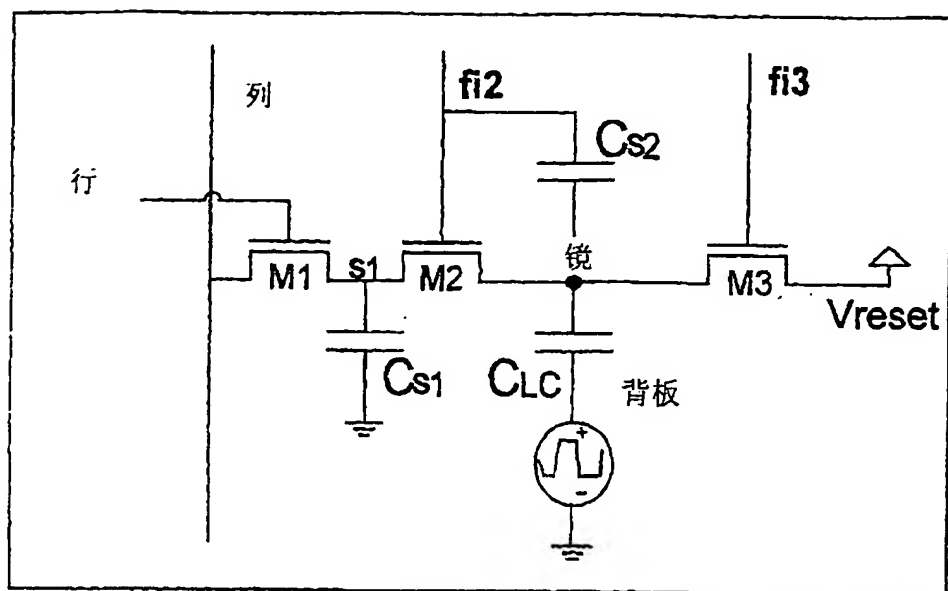 列
fi2
fi3
行
Cs2
镜
M1
s1
M2
M3
Vreset
Cs1
CLC
背板
+
-